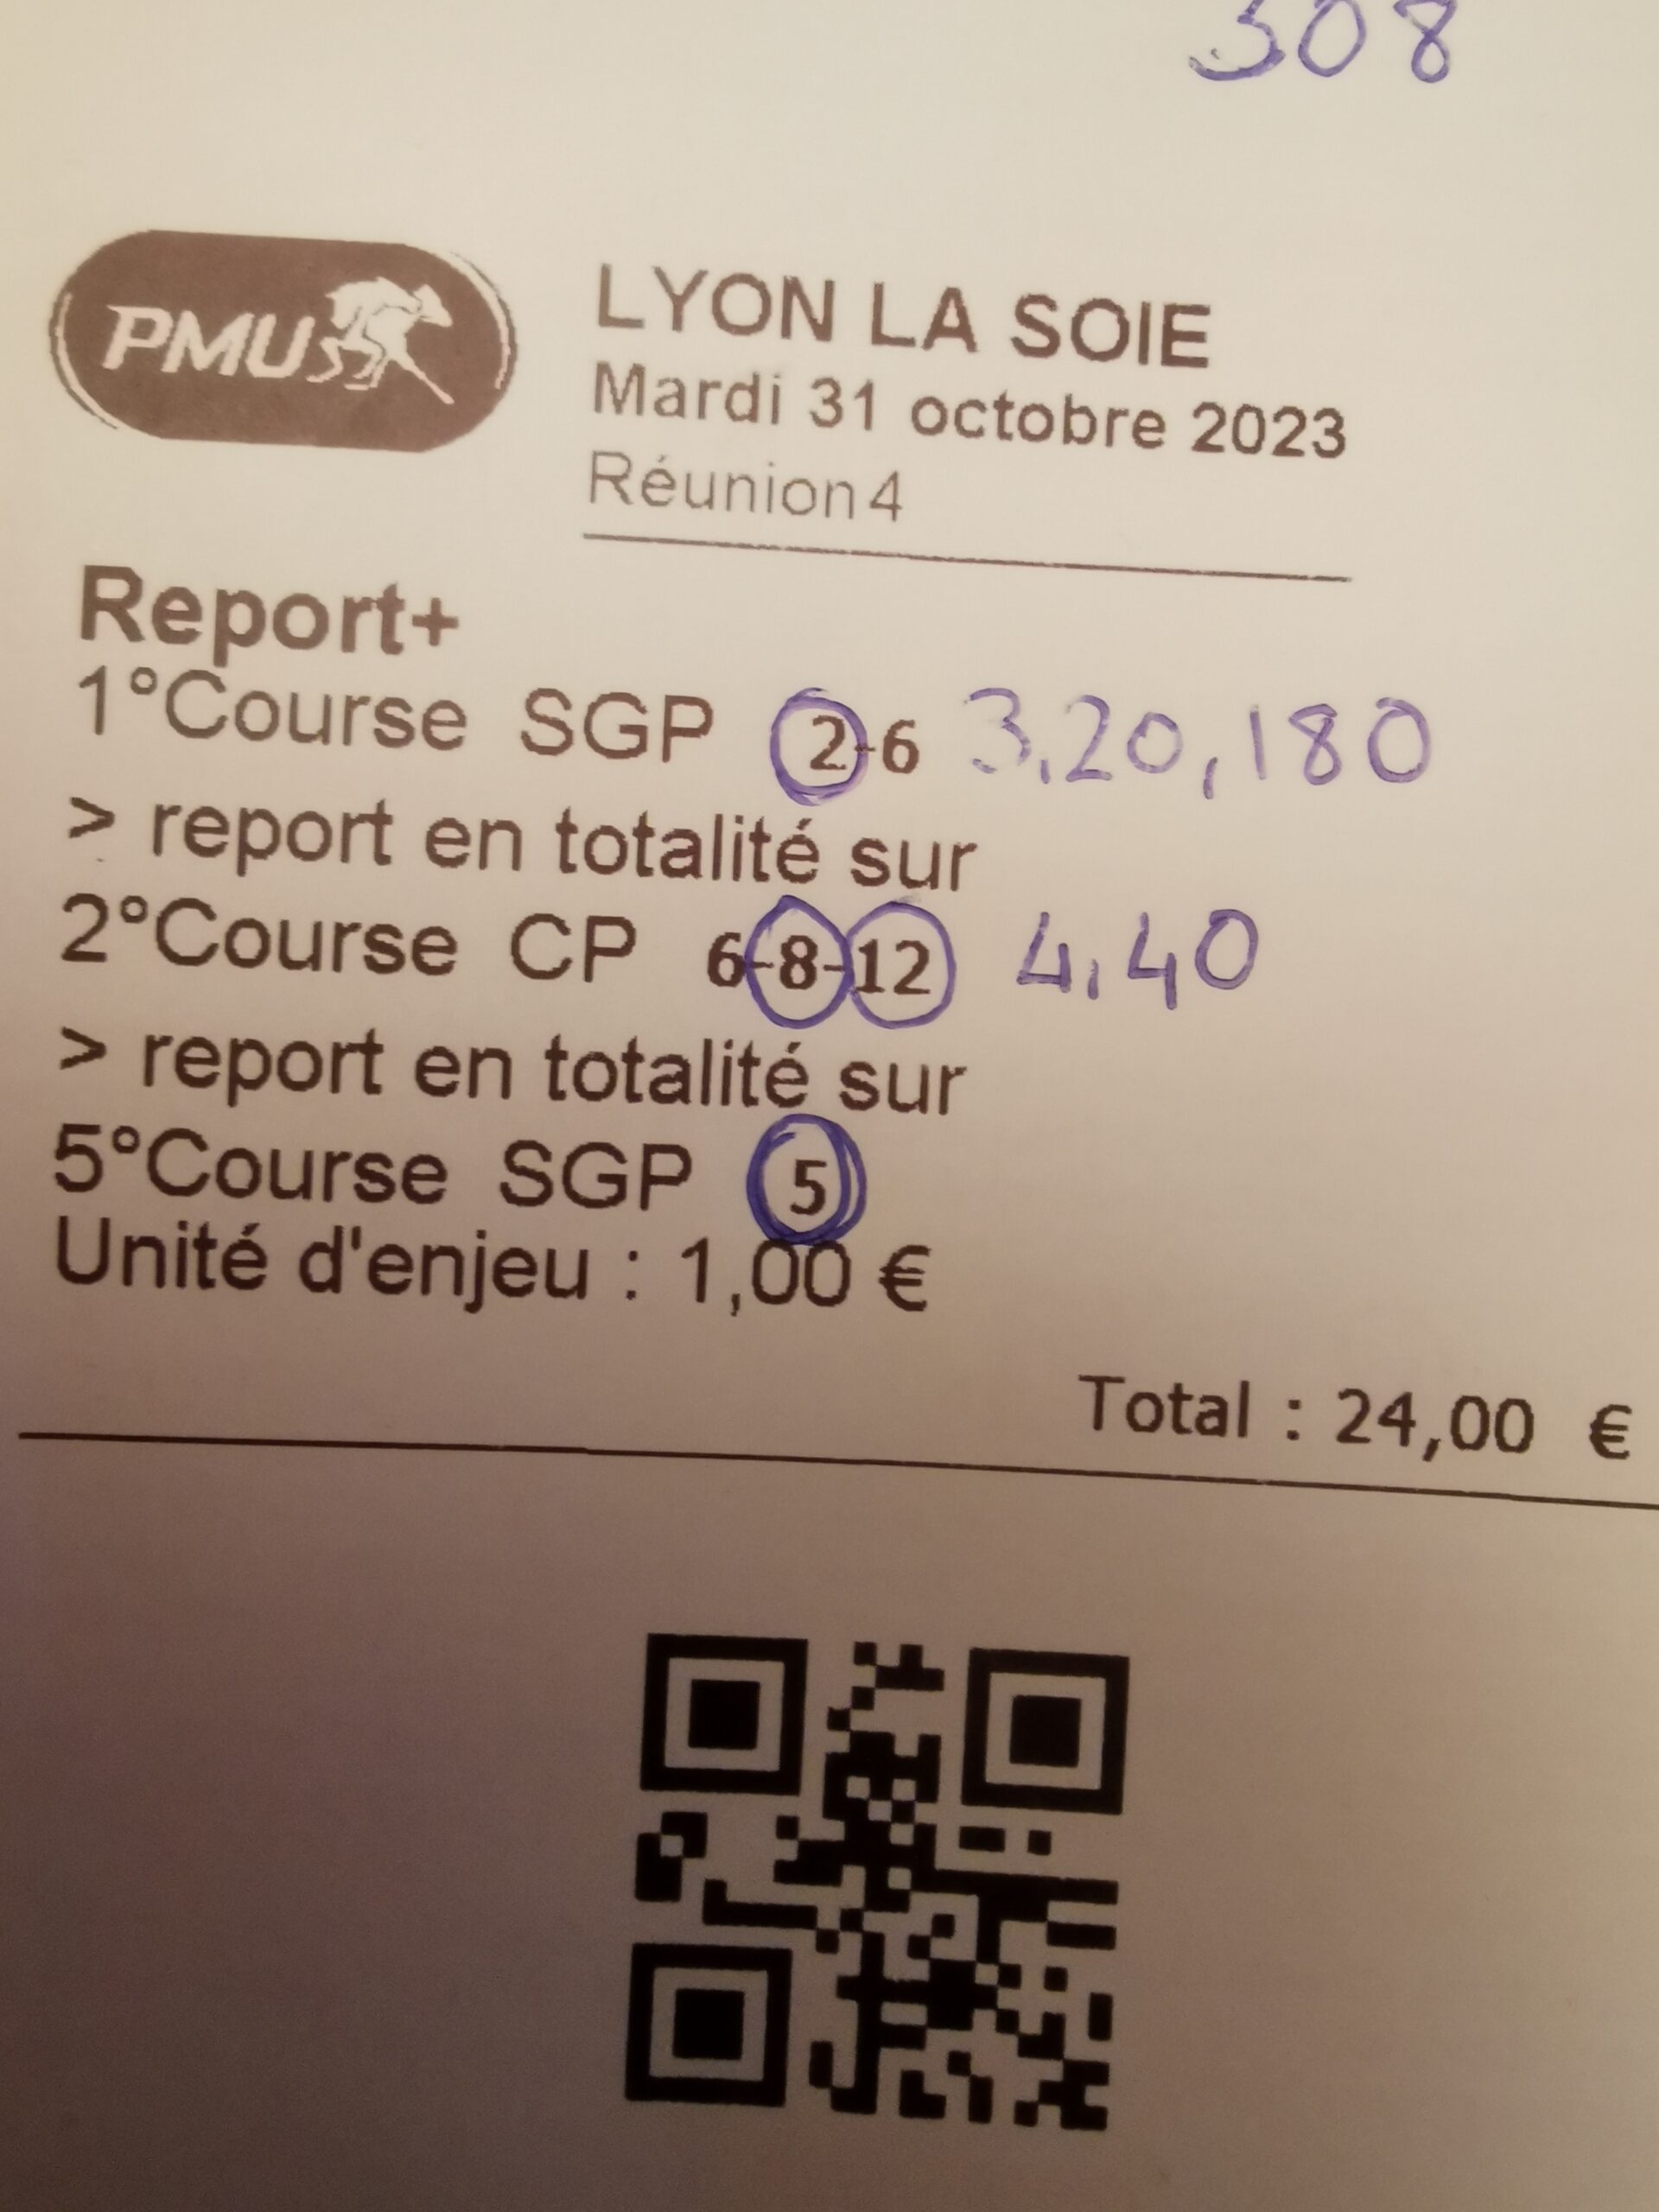 308
PMU
LYON LA SOIE
Mardi 31 octobre 2023
Réunion 4
Report+
1°Course SGP 2-6 3,20,180
> report en totalité sur
2°Course CP 6-8-12 4,40
> report en totalité sur
5°Course SGP 5
Unité d'enjeu : 1,00 €
Total : 24,00 €